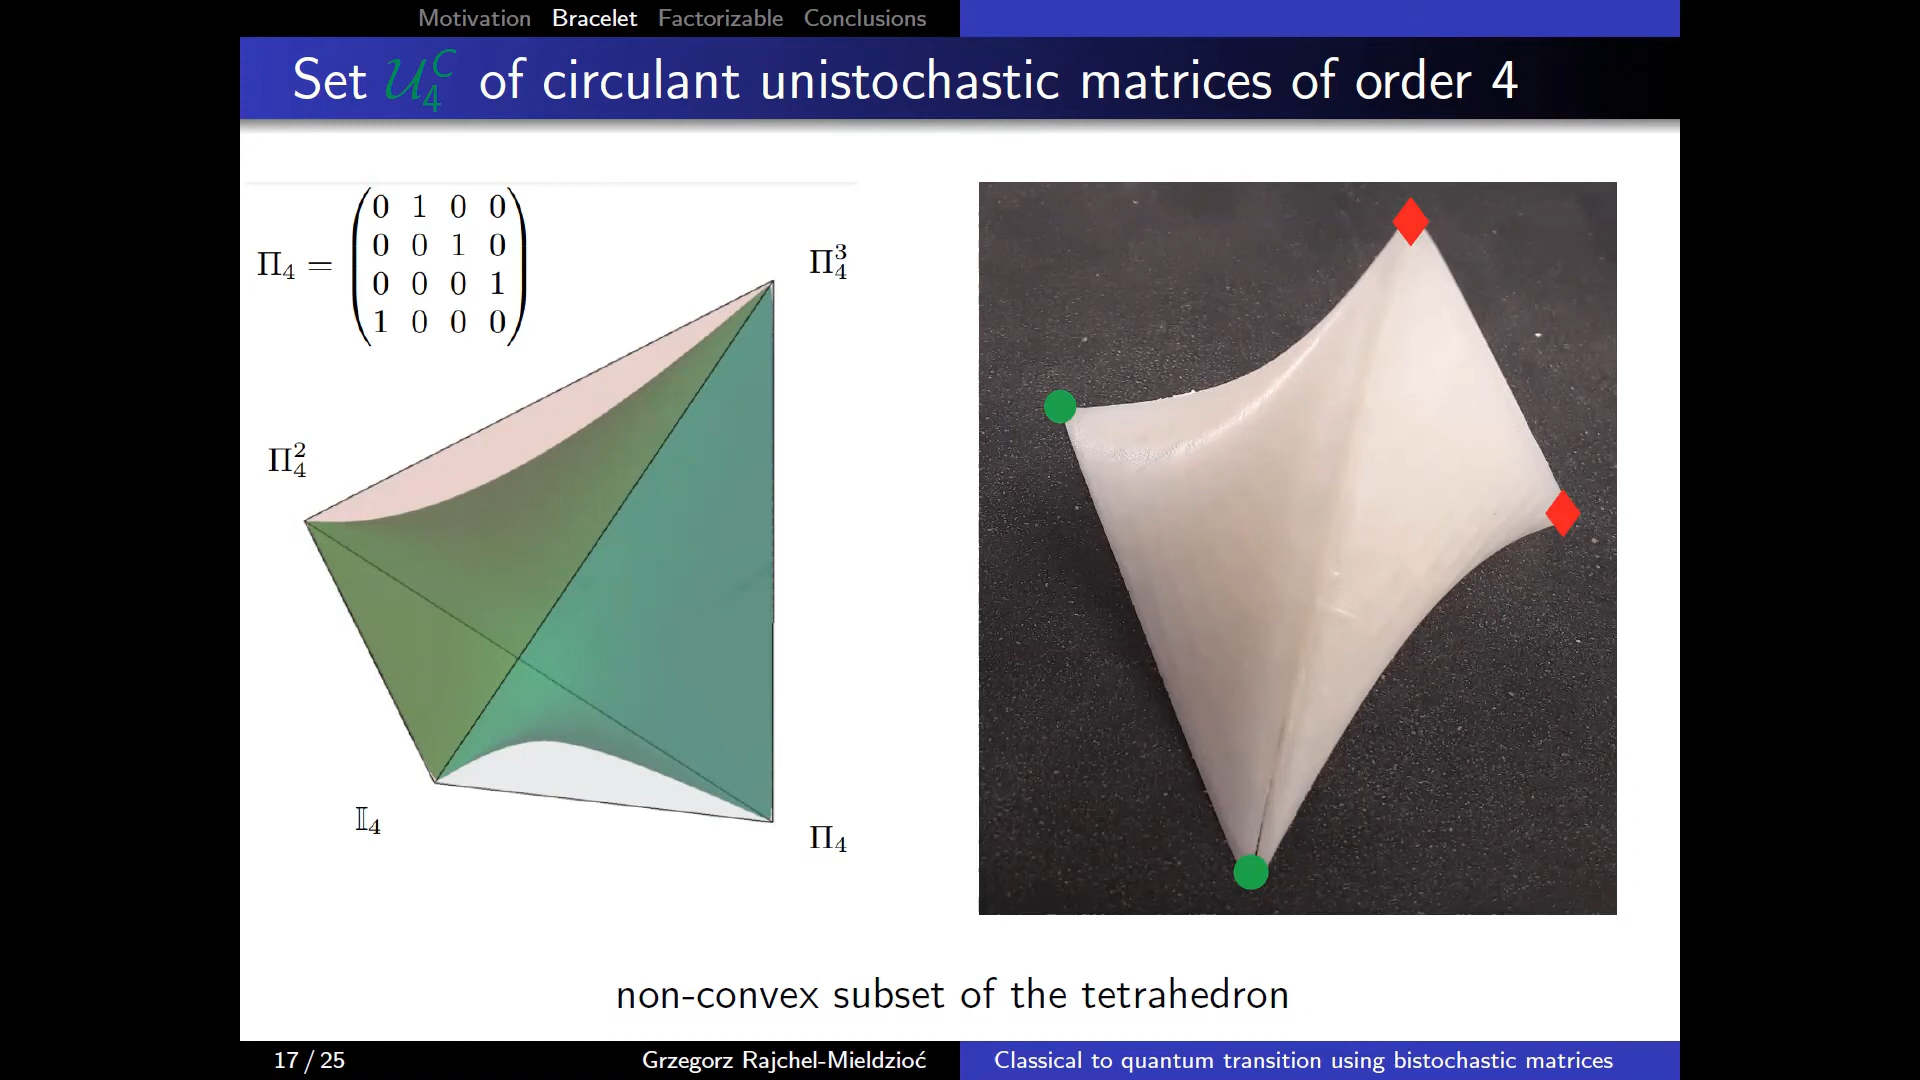 Motivation Bracelet Factorizable Conclusions
Set 𝒰₄ᶜ of circulant unistochastic matrices of order 4
Π₄ =
0 1 0 0
0 0 1 0
0 0 0 1
1 0 0 0
Π₄³
Π₄²
𝕀₄
Π₄
non-convex subset of the tetrahedron
17 / 25 Grzegorz Rajchel-Mieldzioć Classical to quantum transition using bistochastic matrices